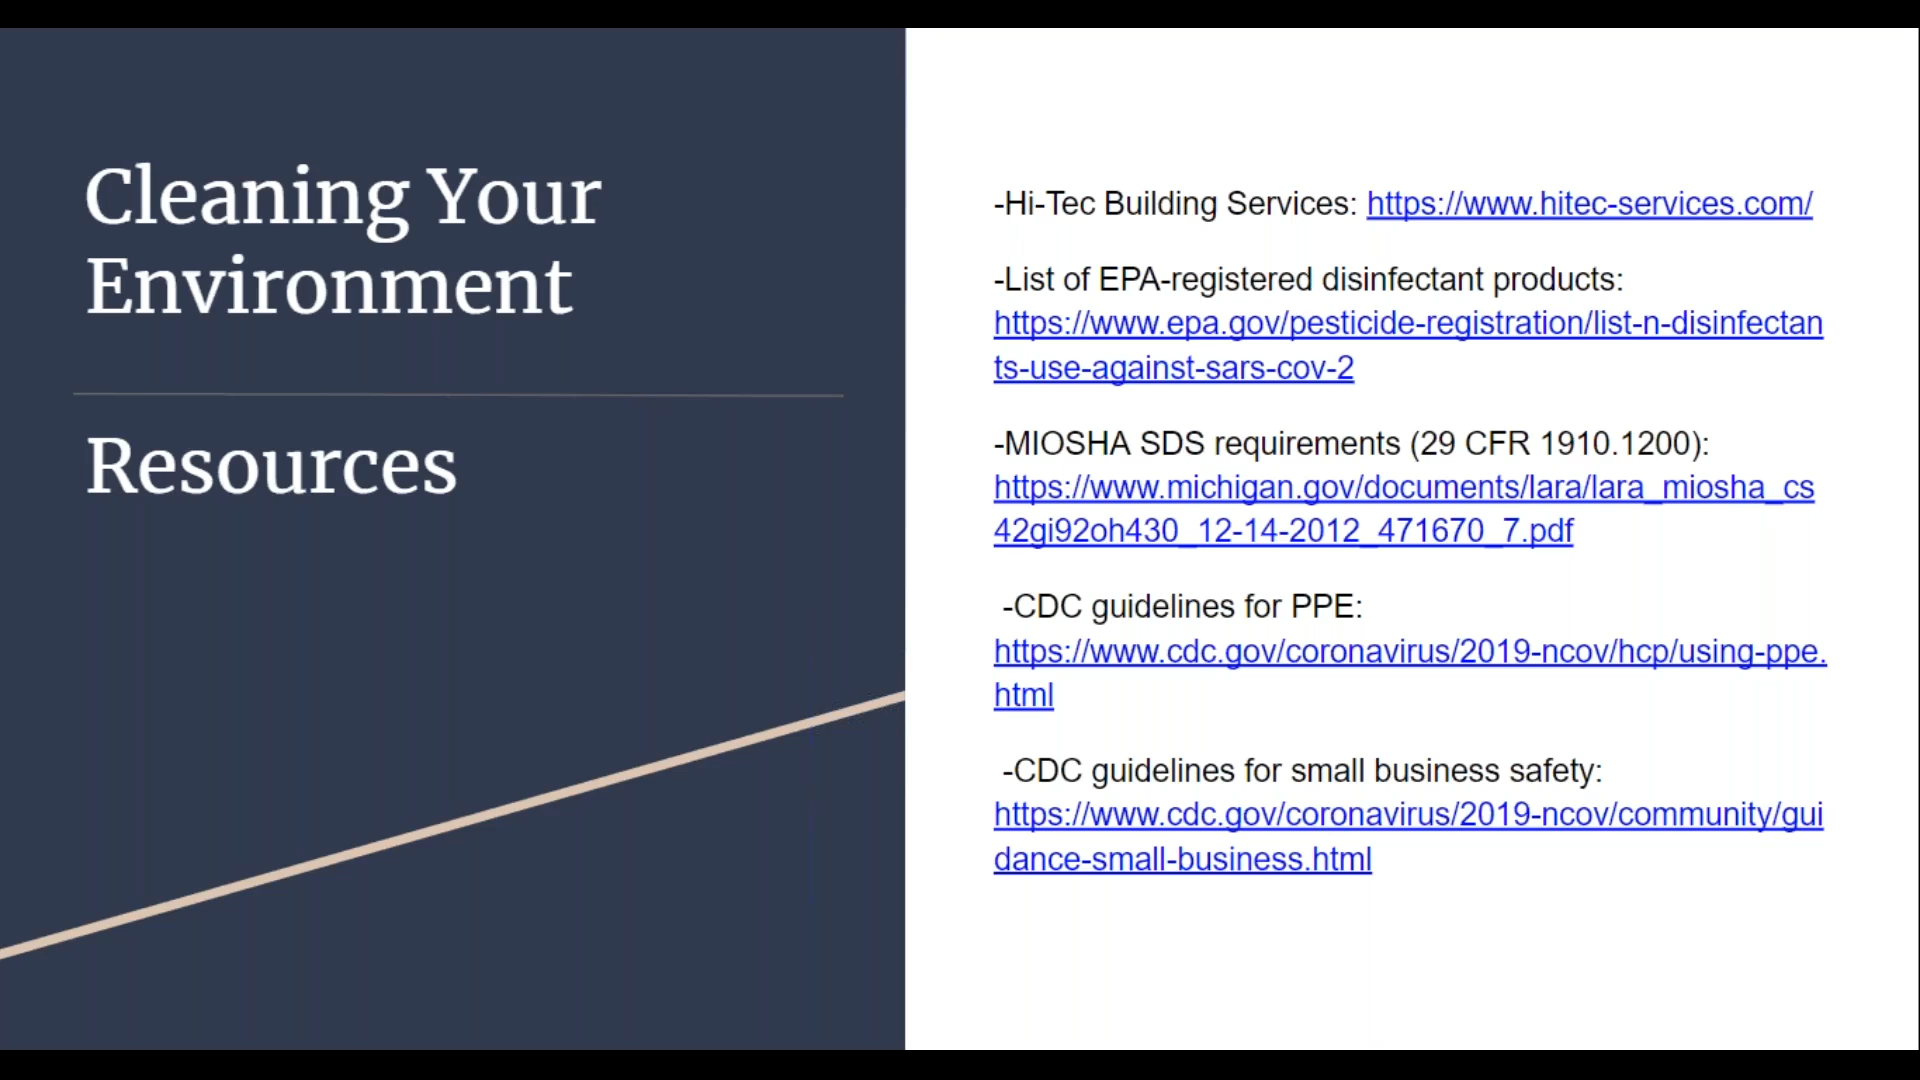 Cleaning Your
Environment
Resources
-Hi-Tec Building Services: https://www.hitec-services.com/
-List of EPA-registered disinfectant products:
https://www.epa.gov/pesticide-registration/list-n-disinfectan
ts-use-against-sars-cov-2
-MIOSHA SDS requirements (29 CFR 1910.1200):
https://www.michigan.gov/documents/lara/lara_miosha_cs
42gi92oh430_12-14-2012_471670_7.pdf
-CDC guidelines for PPE:
https://www.cdc.gov/coronavirus/2019-ncov/hcp/using-ppe.
html
-CDC guidelines for small business safety:
https://www.cdc.gov/coronavirus/2019-ncov/community/gui
dance-small-business.html